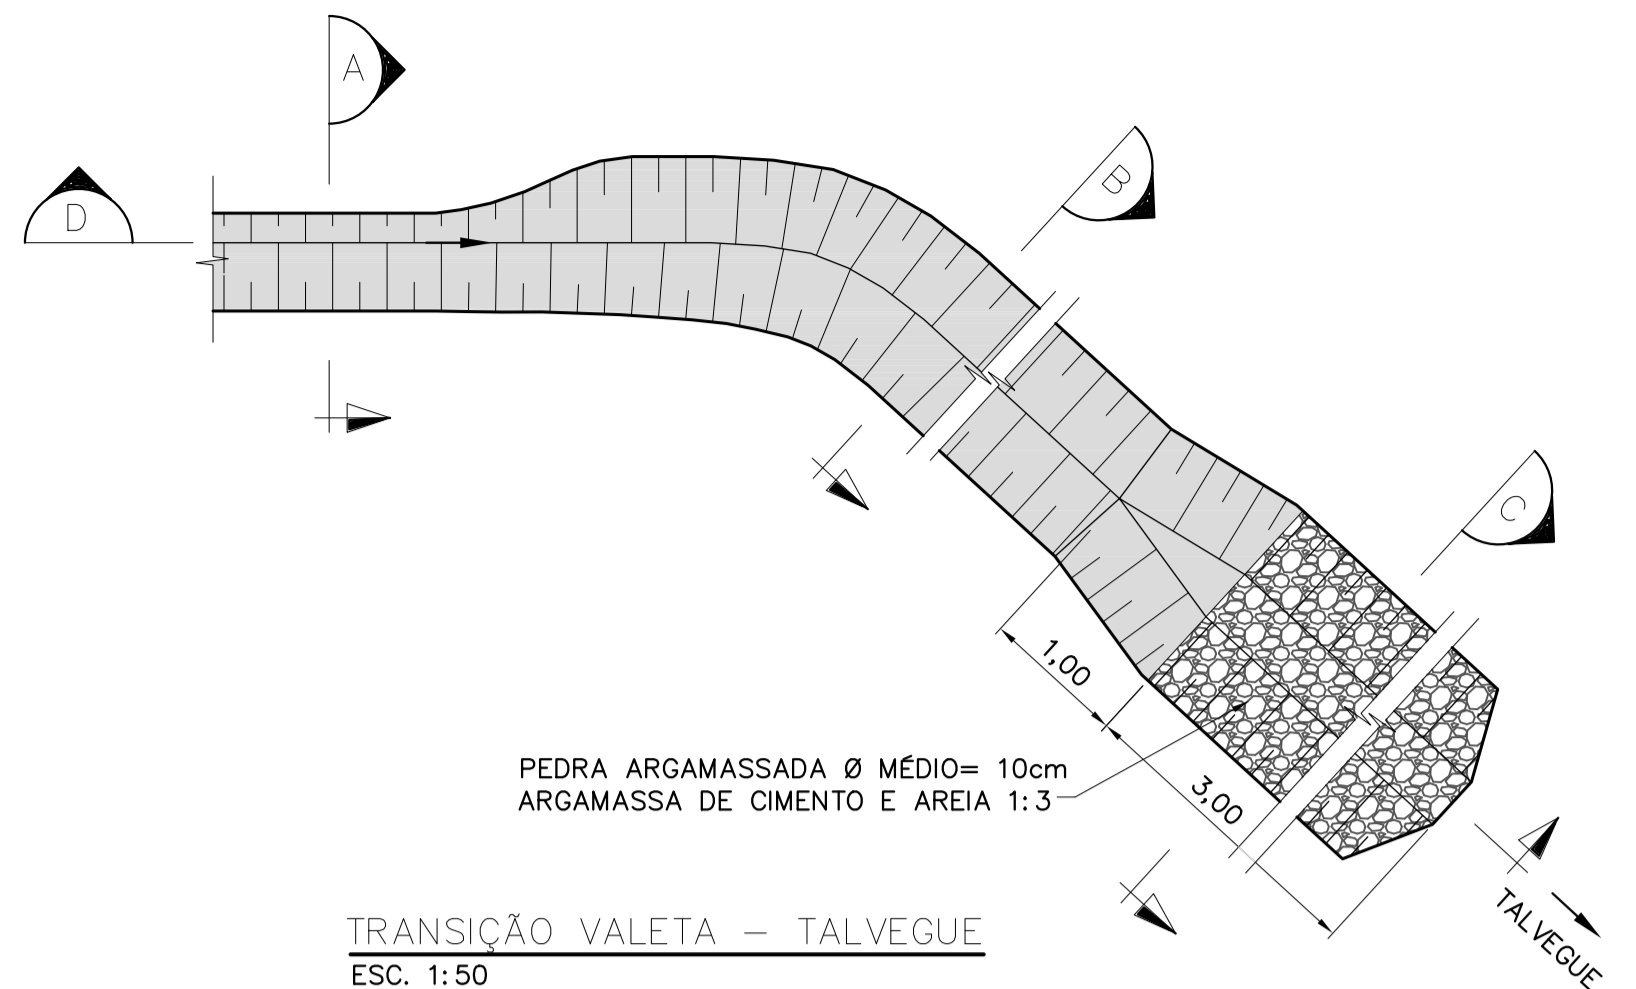 A
B
D
C
1,00
3,00
PEDRA ARGAMASSADA Ø MÉDIO= 10cm
ARGAMASSA DE CIMENTO E AREIA 1:3
TALVEGUE
TRANSIÇÃO VALETA – TALVEGUE
ESC. 1:50